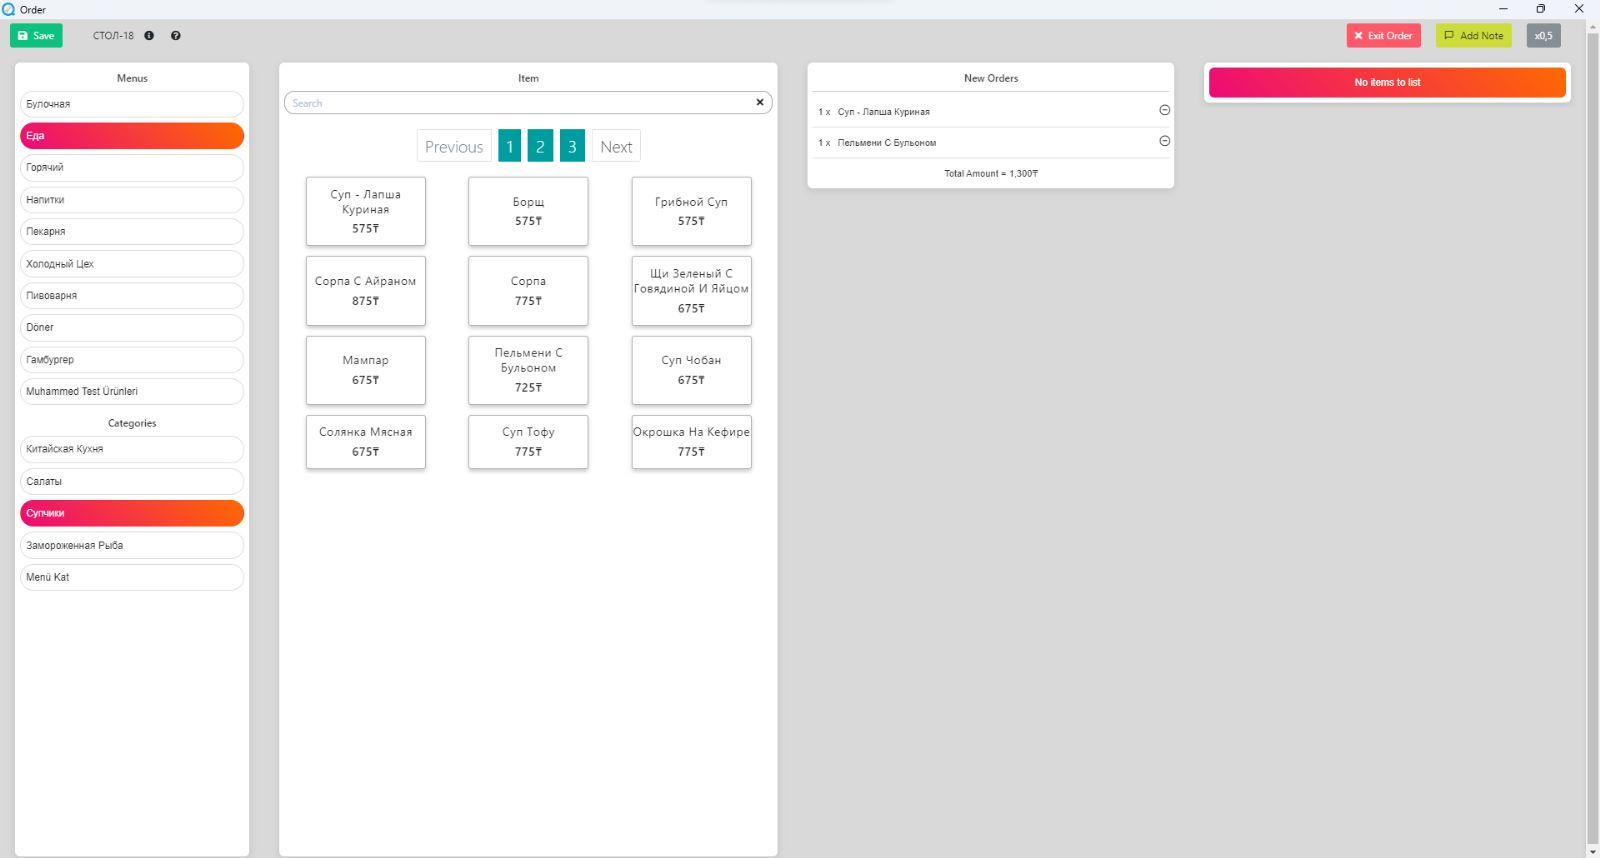 Order
Save
СТОЛ-18
Exit Order
Add Note
x0,5
Menus
Булочная
Еда
Горячий
Напитки
Пекарня
Холодный Цех
Пивоварня
Döner
Гамбургер
Muhammed Test Ürünleri
Categories
Китайская Кухня
Салаты
Супчики
Замороженная Рыба
Menü Kat
Item
Search
Previous 1 2 3 Next
Суп - Лапша
Куриная
575₸
Борщ
575₸
Грибной Суп
575₸
Сорпа С Айраном
875₸
Сорпа
775₸
Щи Зеленый С
Говядиной И Яйцом
675₸
Мампар
675₸
Пельмени С
Бульоном
725₸
Суп Чобан
675₸
Солянка Мясная
675₸
Суп Тофу
775₸
Окрошка На Кефире
775₸
New Orders
1 x Суп - Лапша Куриная
1 x Пельмени С Бульоном
Total Amount = 1,300₸
No items to list